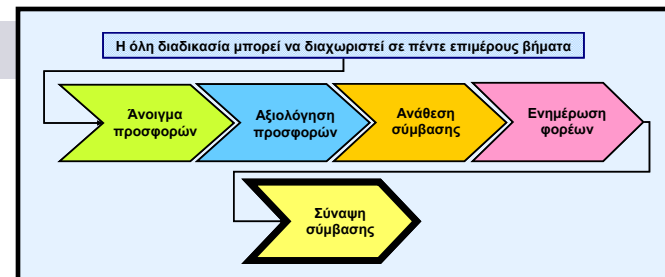 Η όλη διαδικασία μπορεί να διαχωριστεί σε πέντε επιμέρους βήματα
Άνοιγμα
προσφορών
Αξιολόγηση
προσφορών
Ανάθεση
σύμβασης
Ενημέρωση
φορέων
Σύναψη
σύμβασης